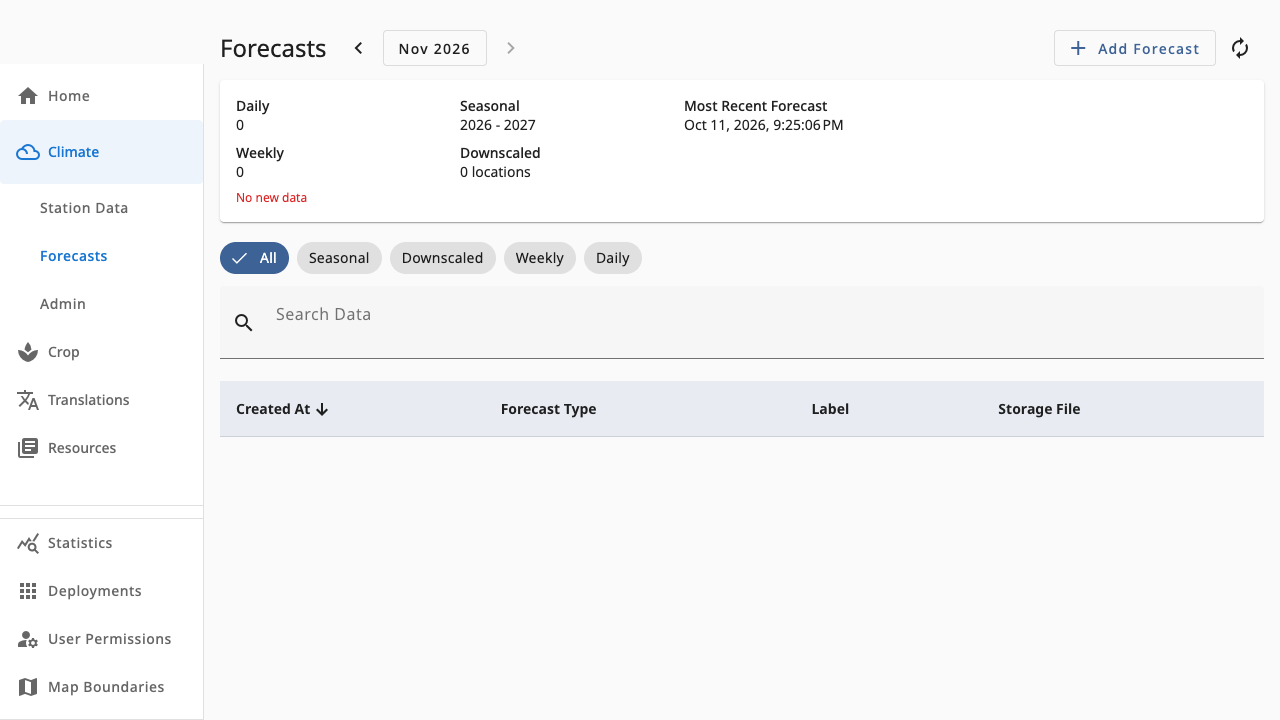 Forecasts
Nov 2026
Add Forecast
Home
Climate
Station Data
Forecasts
Admin
Crop
Translations
Resources
Statistics
Deployments
User Permissions
Map Boundaries
Daily
0
Weekly
0
No new data
Seasonal
2026 - 2027
Downscaled
0 locations
Most Recent Forecast
Oct 11, 2026, 9:25:06 PM
All
Seasonal
Downscaled
Weekly
Daily
Search Data
Created At
Forecast Type
Label
Storage File